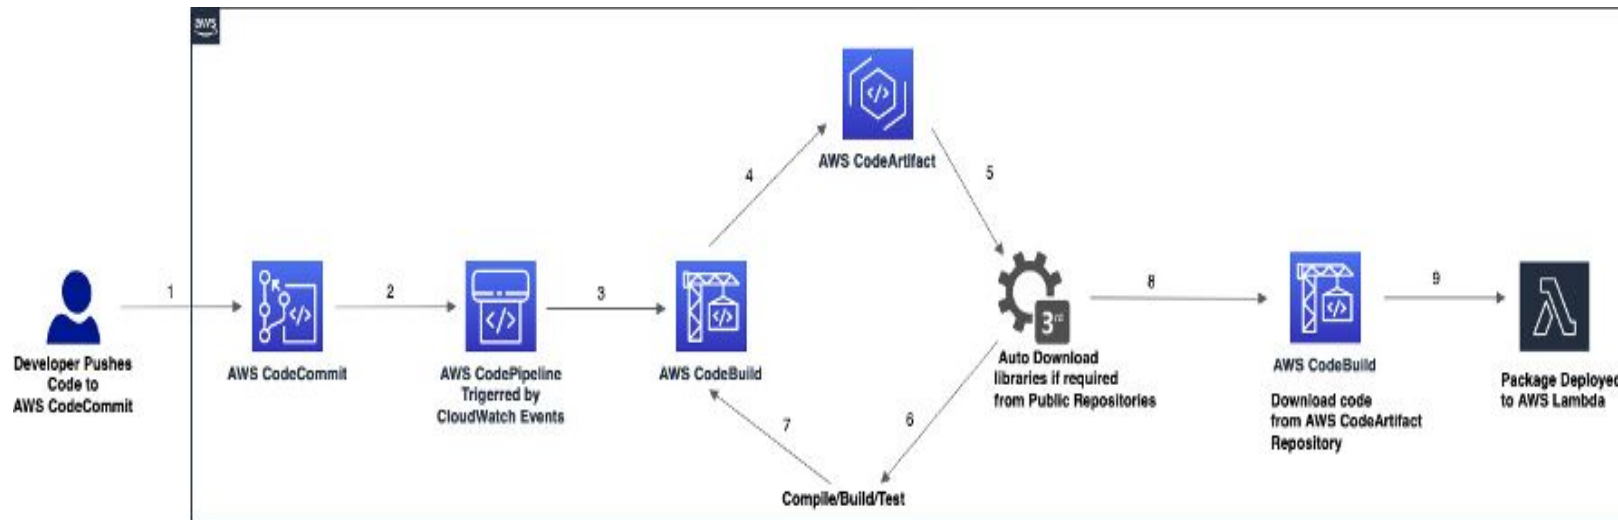 aws
1
Developer Pushes
Code to
AWS CodeCommit
AWS CodeCommit
2
AWS CodePipeline
Trigerred by
CloudWatch Events
3
AWS CodeBuild
4
AWS CodeArtifact
5
3rd
Auto Download
libraries if required
from Public Repositories
6
Compile/Build/Test
7
8
AWS CodeBuild
Download code
from AWS CodeArtifact
Repository
9
Package Deployed
to AWS Lambda